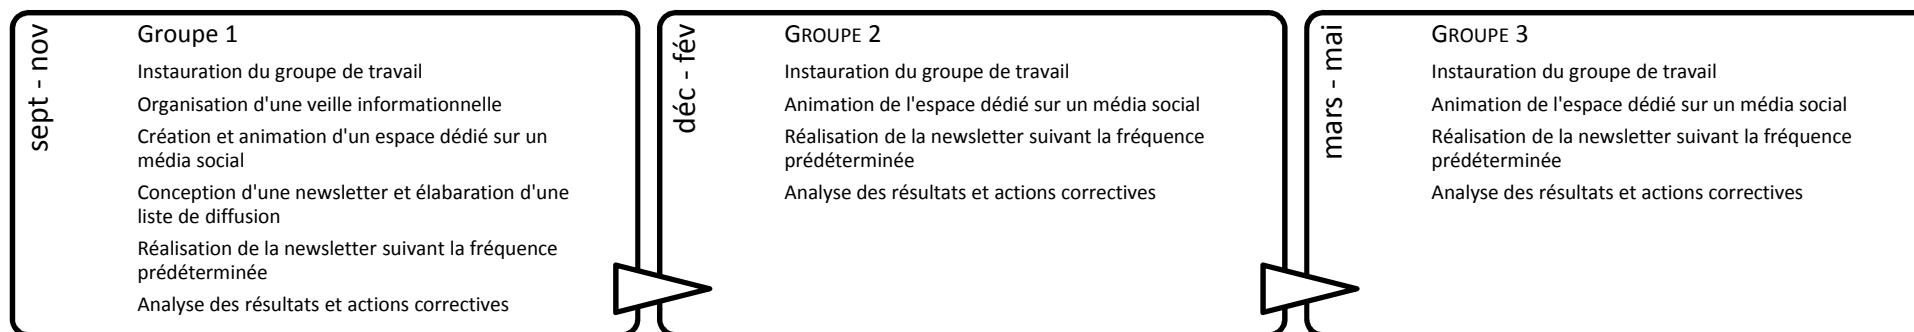 sept - nov
Groupe 1
Instauration du groupe de travail
Organisation d'une veille informationnelle
Création et animation d'un espace dédié sur un
média social
Conception d'une newsletter et élabaration d'une
liste de diffusion
Réalisation de la newsletter suivant la fréquence
prédéterminée
Analyse des résultats et actions correctives
déc - fév
GROUPE 2
Instauration du groupe de travail
Animation de l'espace dédié sur un média social
Réalisation de la newsletter suivant la fréquence
prédéterminée
Analyse des résultats et actions correctives
mars - mai
GROUPE 3
Instauration du groupe de travail
Animation de l'espace dédié sur un média social
Réalisation de la newsletter suivant la fréquence
prédéterminée
Analyse des résultats et actions correctives